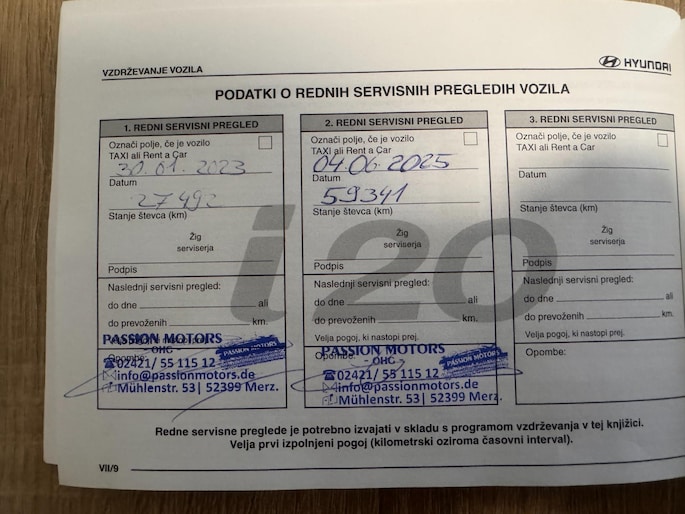 VZDRŽEVANJE VOZILA
HYUNDAI
PODATKI O REDNIH SERVISNIH PREGLEDIH VOZILA
1. REDNI SERVISNI PREGLED
Označi polje, če je vozilo
TAXI ali Rent a Car
30.01.2023
Datum
27492
Stanje števca (km)
Žig
serviserja
Podpis
Naslednji servisni pregled:
do dne ali
do prevoženih km.
Opombe:
PASSION MOTORS
- OHG -
PASSION MOTORS
02421/ 55 115 12
info@passionmotors.de
Mühlenstr. 53| 52399 Merz.
2. REDNI SERVISNI PREGLED
Označi polje, če je vozilo
TAXI ali Rent a Car
04.06.2025
Datum
59341
Stanje števca (km)
Žig
serviserja
Podpis
Naslednji servisni pregled:
do dne ali
do prevoženih km.
Velja pogoj, ki nastopi prej.
Opombe:
PASSION MOTORS
- OHG -
PASSION MOTORS
02421/ 55 115 12
info@passionmotors.de
Mühlenstr. 53| 52399 Merz.
3. REDNI SERVISNI PREGLED
Označi polje, če je vozilo
TAXI ali Rent a Car
Datum
Stanje števca (km)
Žig
serviserja
Podpis
Naslednji servisni pregled:
do dne ali
do prevoženih km.
Velja pogoj, ki nastopi prej.
Opombe:
i20
Redne servisne preglede je potrebno izvajati v skladu s programom vzdrževanja v tej knjižici.
Velja prvi izpolnjeni pogoj (kilometrski oziroma časovni interval).
VII/9